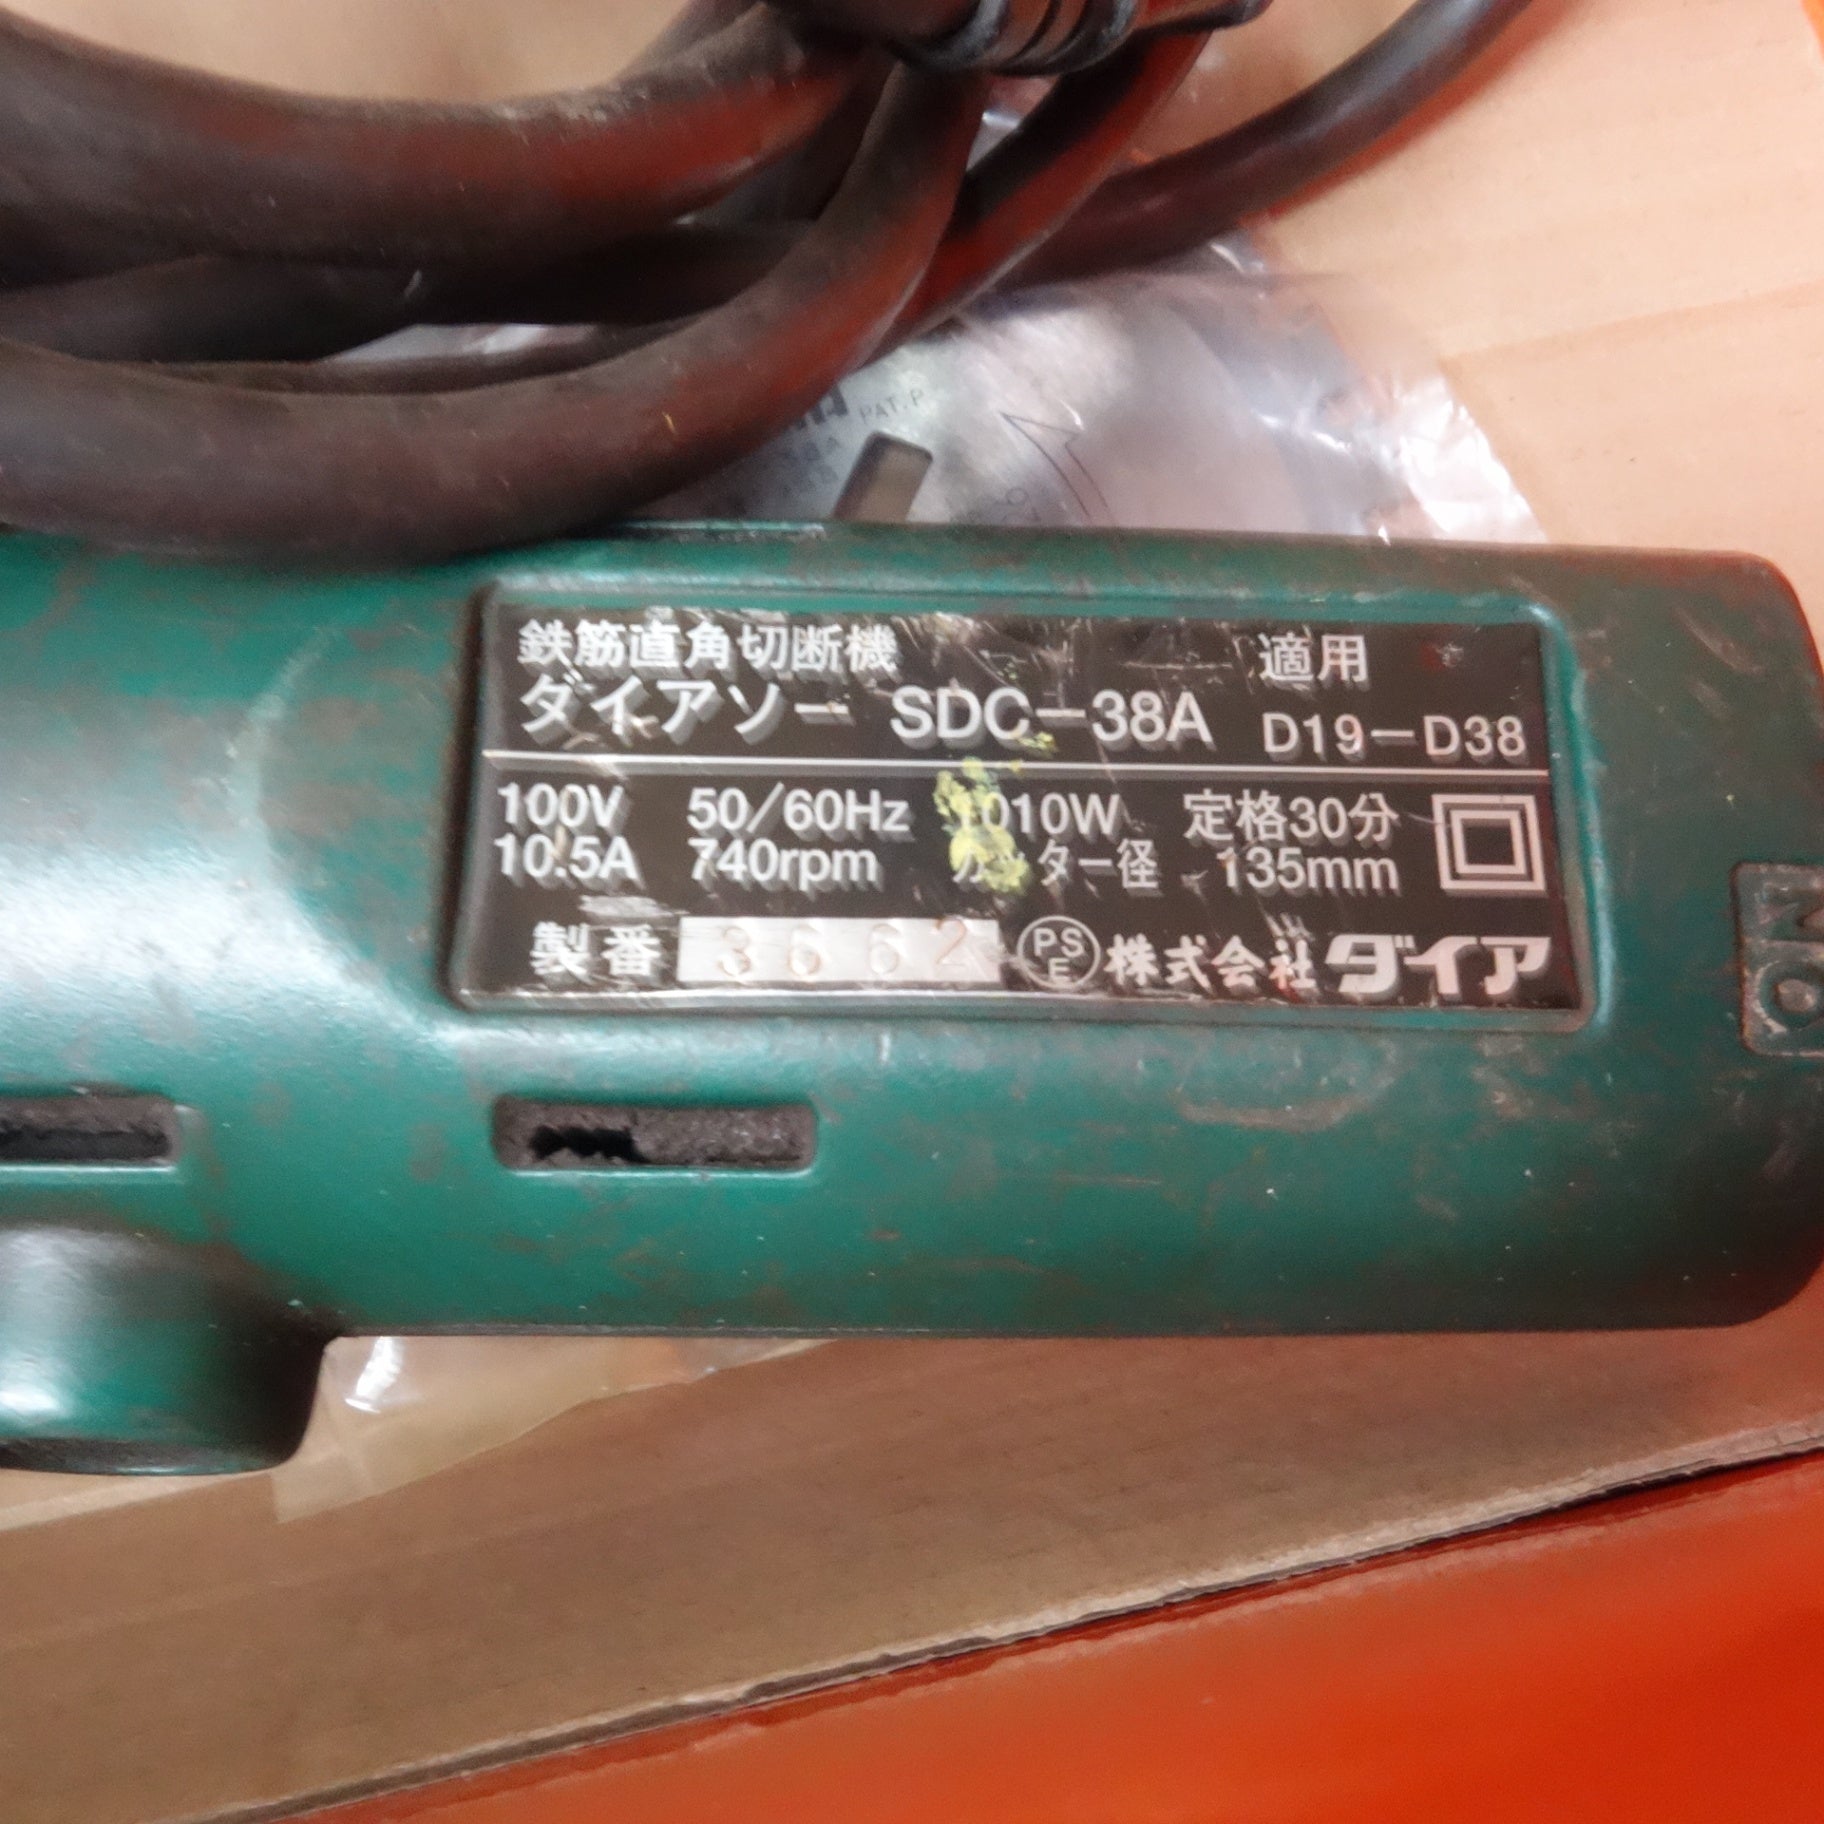 PAT.P
鉄筋直角切断機 適用
ダイアソー SDC-38A D19-D38
100V 50/60Hz 1010W 定格30分
10.5A 740rpm カッター径 135mm
製番 3662 PSE 株式会社ダイア